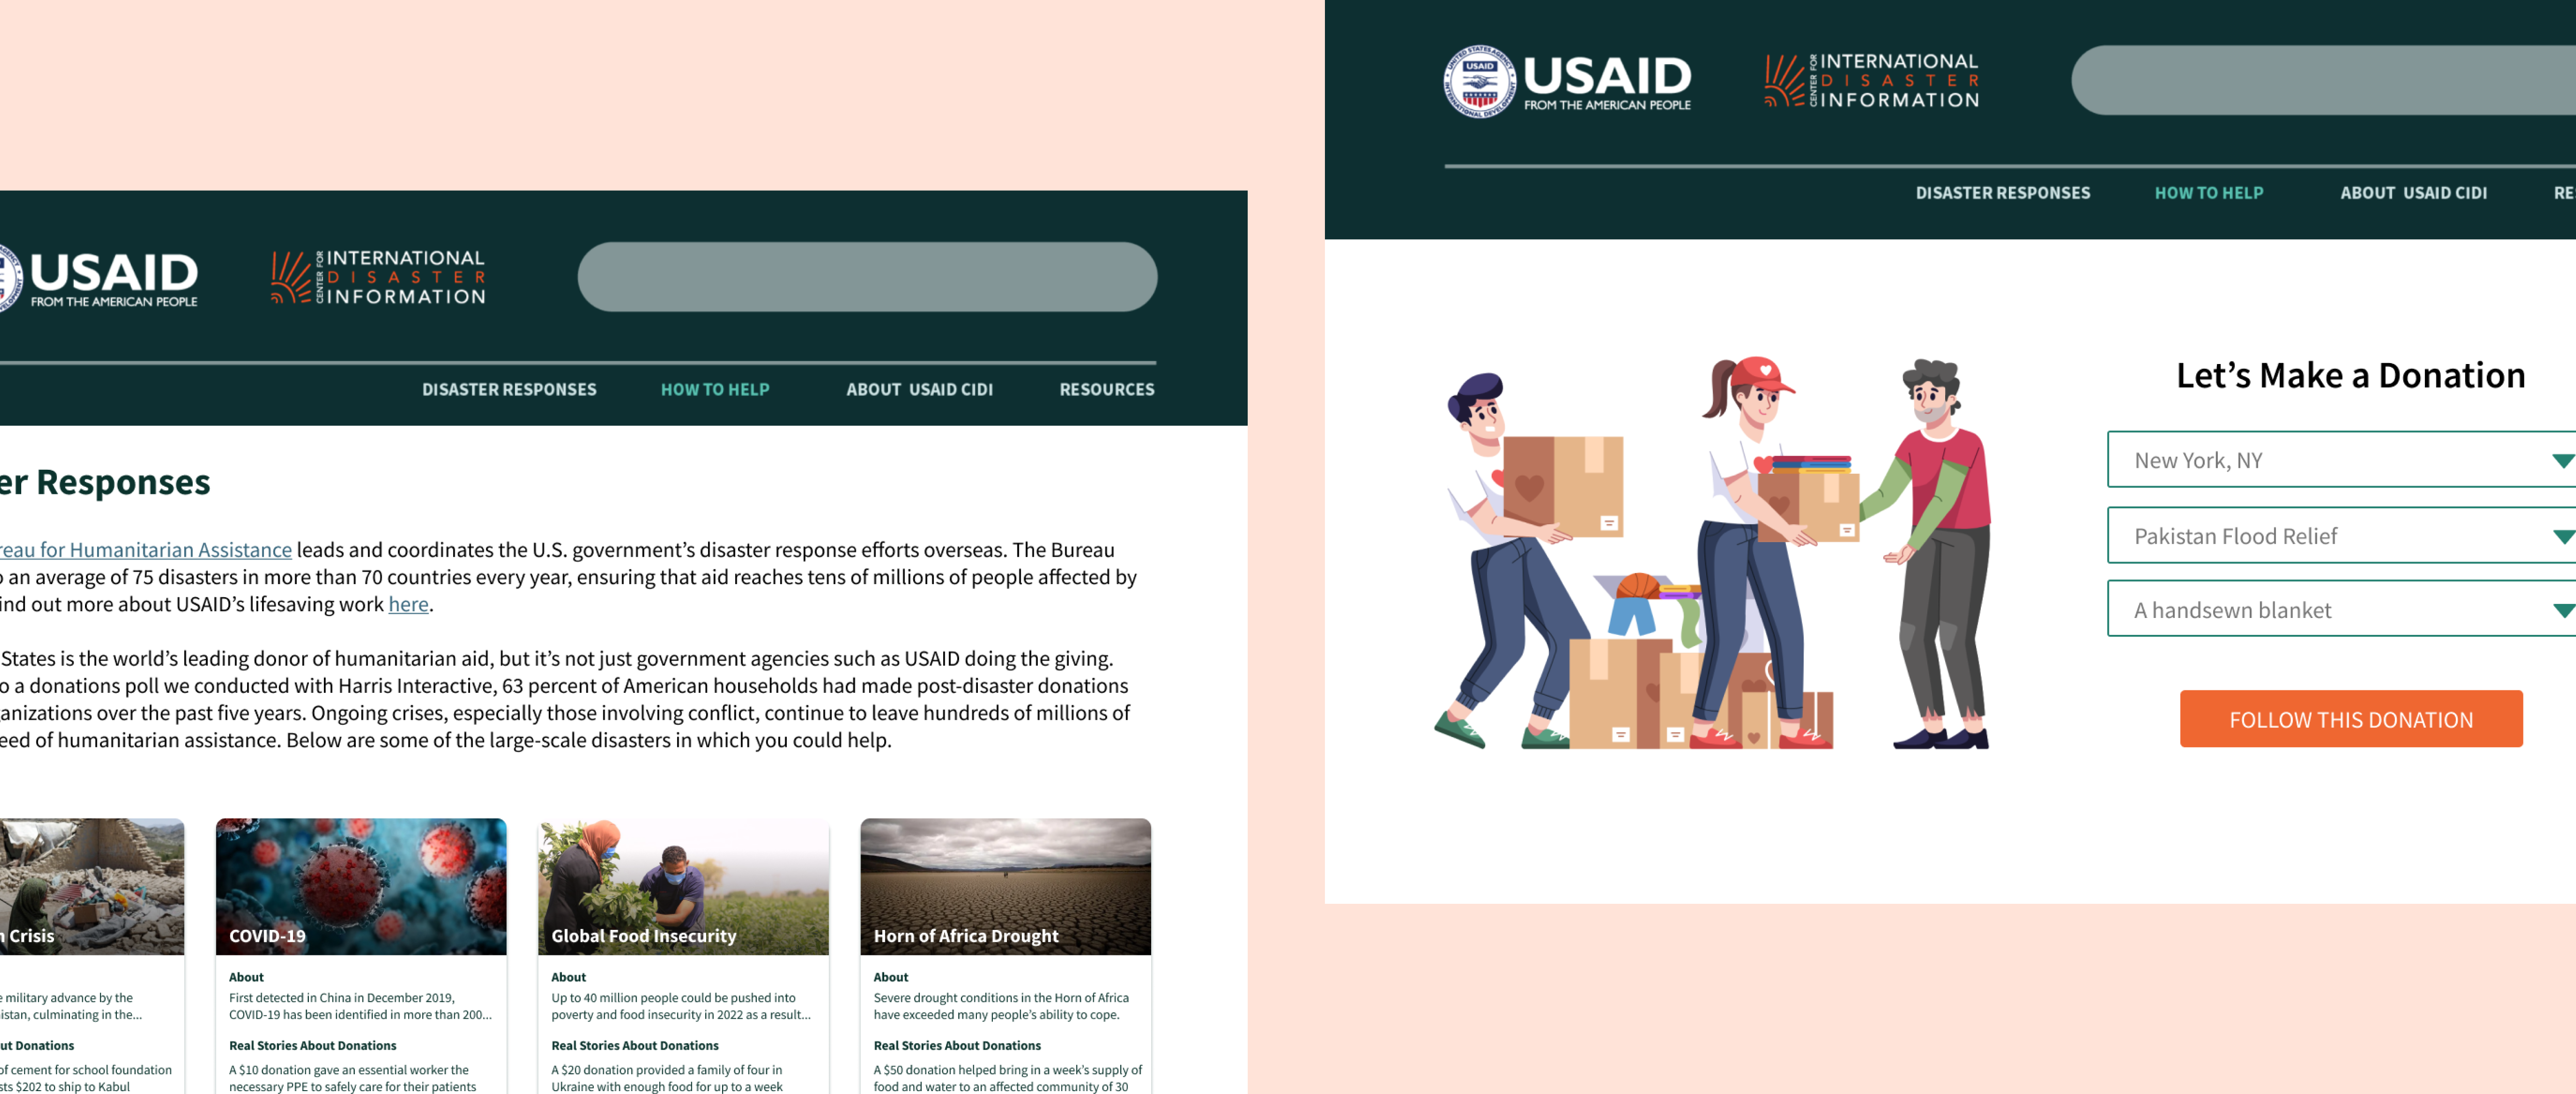 USAID
FROM THE AMERICAN PEOPLE
CENTER FOR
INTERNATIONAL
DISASTER
INFORMATION
DISASTER RESPONSES
HOW TO HELP
ABOUT USAID CIDI
RESOURCES
er Responses
reau for Humanitarian Assistance leads and coordinates the U.S. government’s disaster response efforts overseas. The Bureau
o an average of 75 disasters in more than 70 countries every year, ensuring that aid reaches tens of millions of people affected by
ind out more about USAID’s lifesaving work here.
States is the world’s leading donor of humanitarian aid, but it’s not just government agencies such as USAID doing the giving.
o a donations poll we conducted with Harris Interactive, 63 percent of American households had made post-disaster donations
ganizations over the past five years. Ongoing crises, especially those involving conflict, continue to leave hundreds of millions of
eed of humanitarian assistance. Below are some of the large-scale disasters in which you could help.
n Crisis
e military advance by the
istan, culminating in the...
ut Donations
of cement for school foundation
sts $202 to ship to Kabul
COVID-19
About
First detected in China in December 2019,
COVID-19 has been identified in more than 200...
Real Stories About Donations
A $10 donation gave an essential worker the
necessary PPE to safely care for their patients
Global Food Insecurity
About
Up to 40 million people could be pushed into
poverty and food insecurity in 2022 as a result...
Real Stories About Donations
A $20 donation provided a family of four in
Ukraine with enough food for up to a week
Horn of Africa Drought
About
Severe drought conditions in the Horn of Africa
have exceeded many people’s ability to cope.
Real Stories About Donations
A $50 donation helped bring in a week’s supply of
food and water to an affected community of 30
UNITED STATES AGENCY
USAID
INTERNATIONAL DEVELOPMENT
USAID
FROM THE AMERICAN PEOPLE
CENTER FOR
INTERNATIONAL
DISASTER
INFORMATION
DISASTER RESPONSES
HOW TO HELP
ABOUT USAID CIDI
RE
Let’s Make a Donation
New York, NY
Pakistan Flood Relief
A handsewn blanket
FOLLOW THIS DONATION